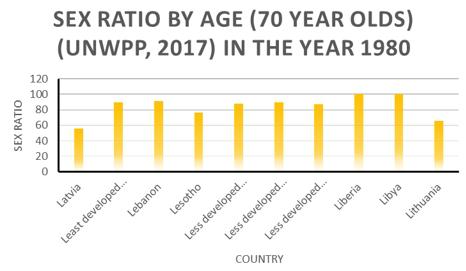 SEX RATIO BY AGE (70 YEAR OLDS)
(UNWPP, 2017) IN THE YEAR 1980
SEX RATIO
120
100
80
60
40
20
0
Latvia
Least developed...
Lebanon
Lesotho
Less developed...
Less developed...
Less developed...
Liberia
Libya
Lithuania
COUNTRY